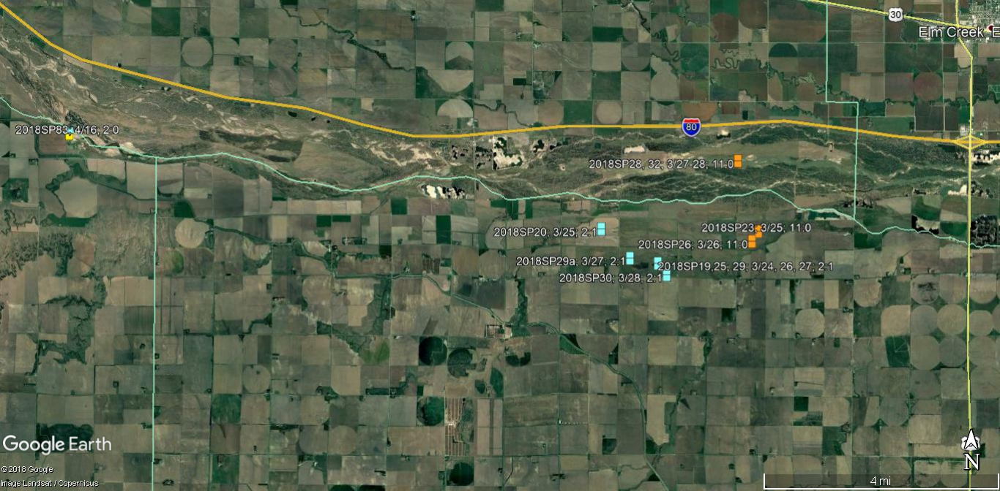 30
Elm Creek, E
2018SP83, 4/16, 2:0
80
2018SP28, 32, 3/27-28, 11:0
2018SP20, 3/25, 2:1
2018SP23, 3/25, 11:0
2018SP26, 3/26, 11:0
2018SP29a, 3/27, 2:1
2018SP19,25, 29; 3/24, 26, 27; 2:1
2018SP30, 3/28, 2:1
Google Earth
©2018 Google
Image Landsat / Copernicus
4 mi
N